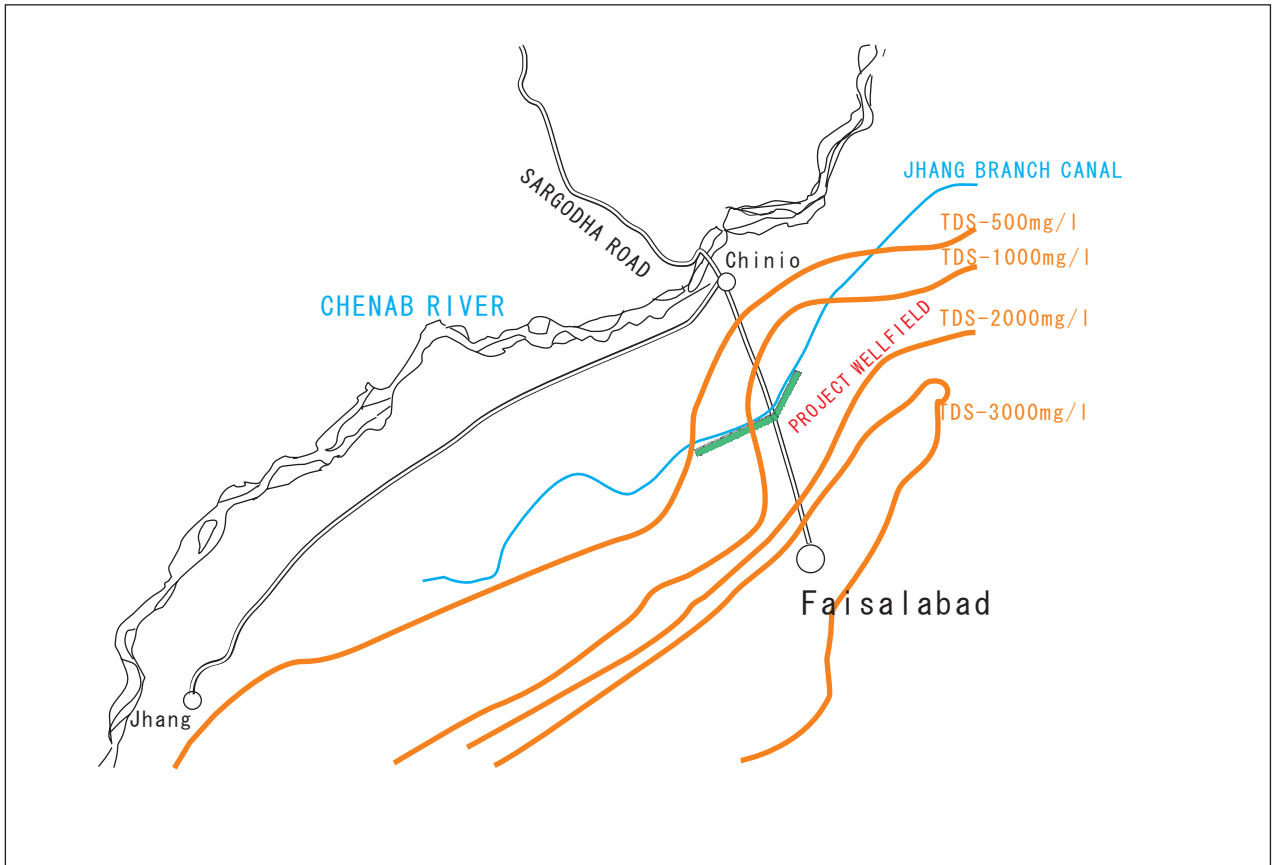 JHANG BRANCH CANAL
SARGODHA ROAD
TDS-500mg/l
Chinio
TDS-1000mg/l
CHENAB RIVER
TDS-2000mg/l
PROJECT WELLFIELD
TDS-3000mg/l
Faisalabad
Jhang